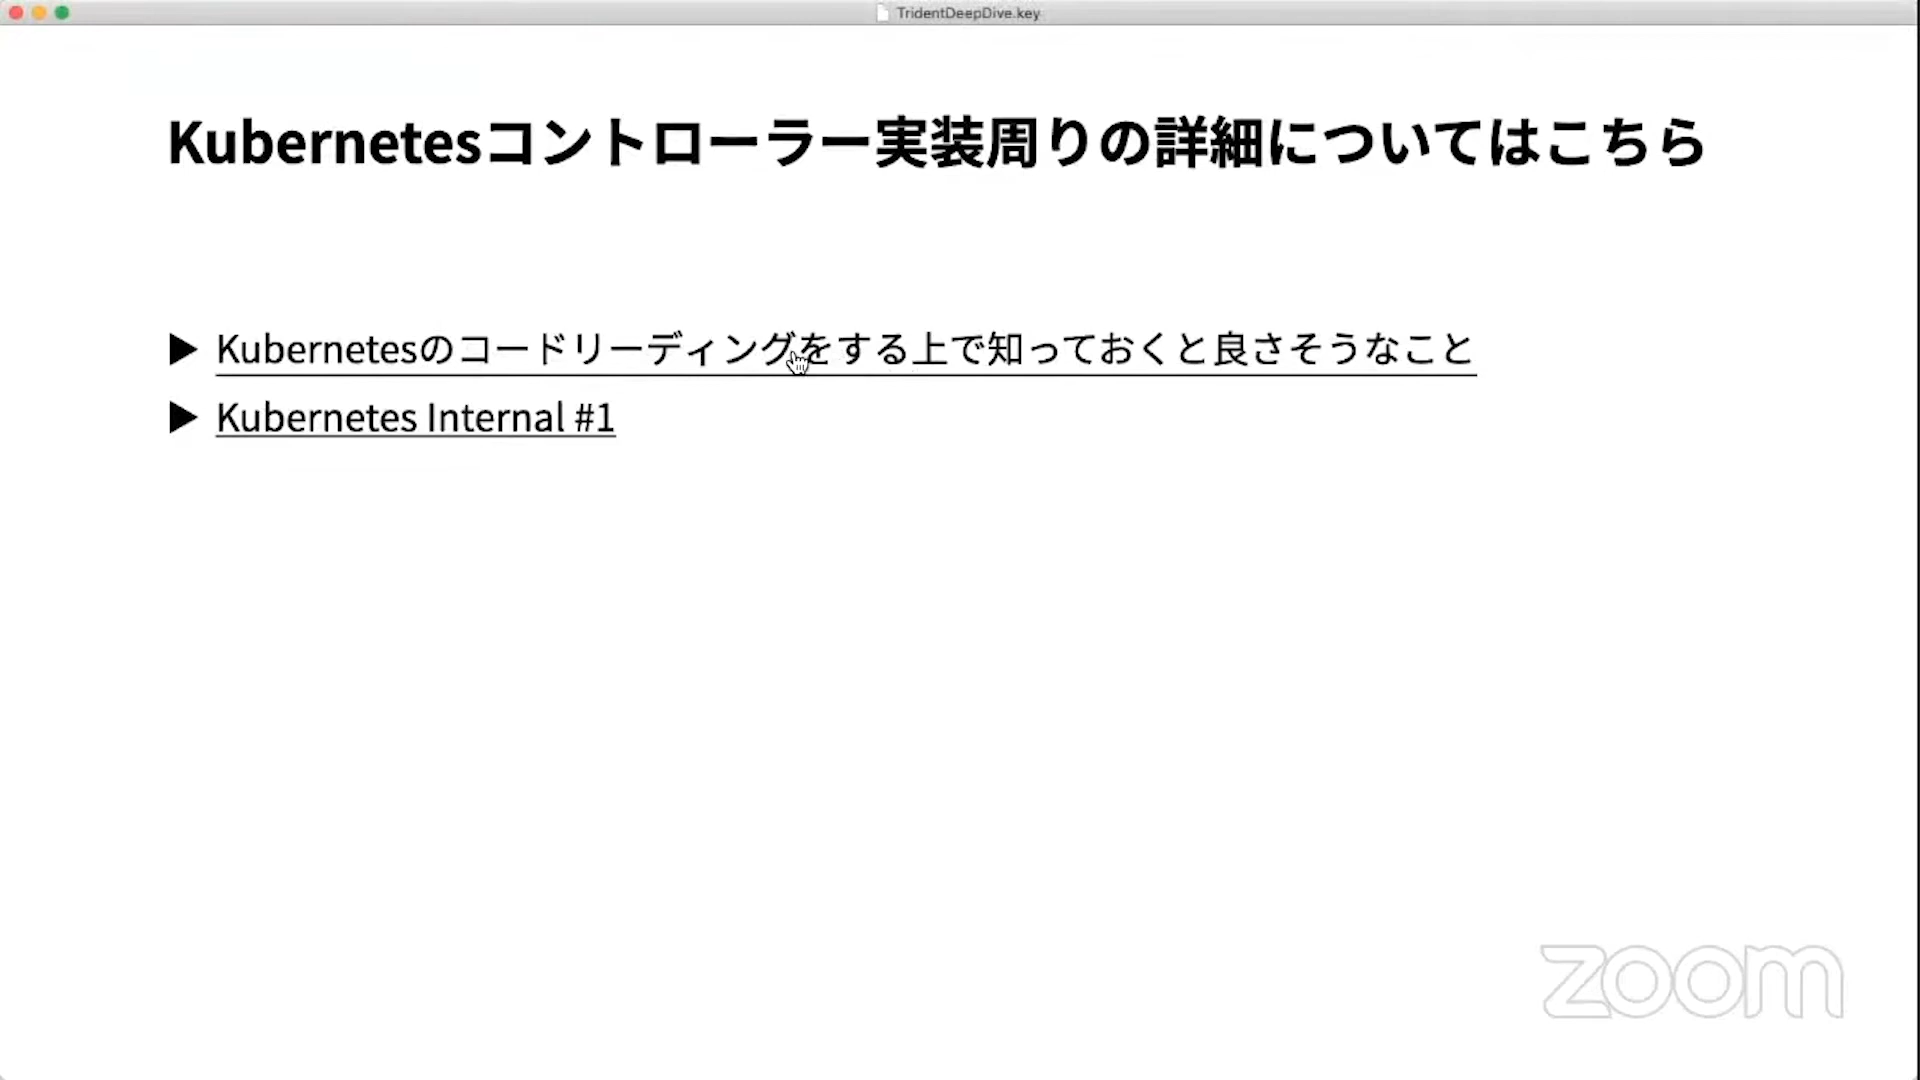 TridentDeepDive.key
Kubernetesコントローラー実装周りの詳細についてはこちら
▶ Kubernetesのコードリーディングをする上で知っておくと良さそうなこと
▶ Kubernetes Internal #1
zoom